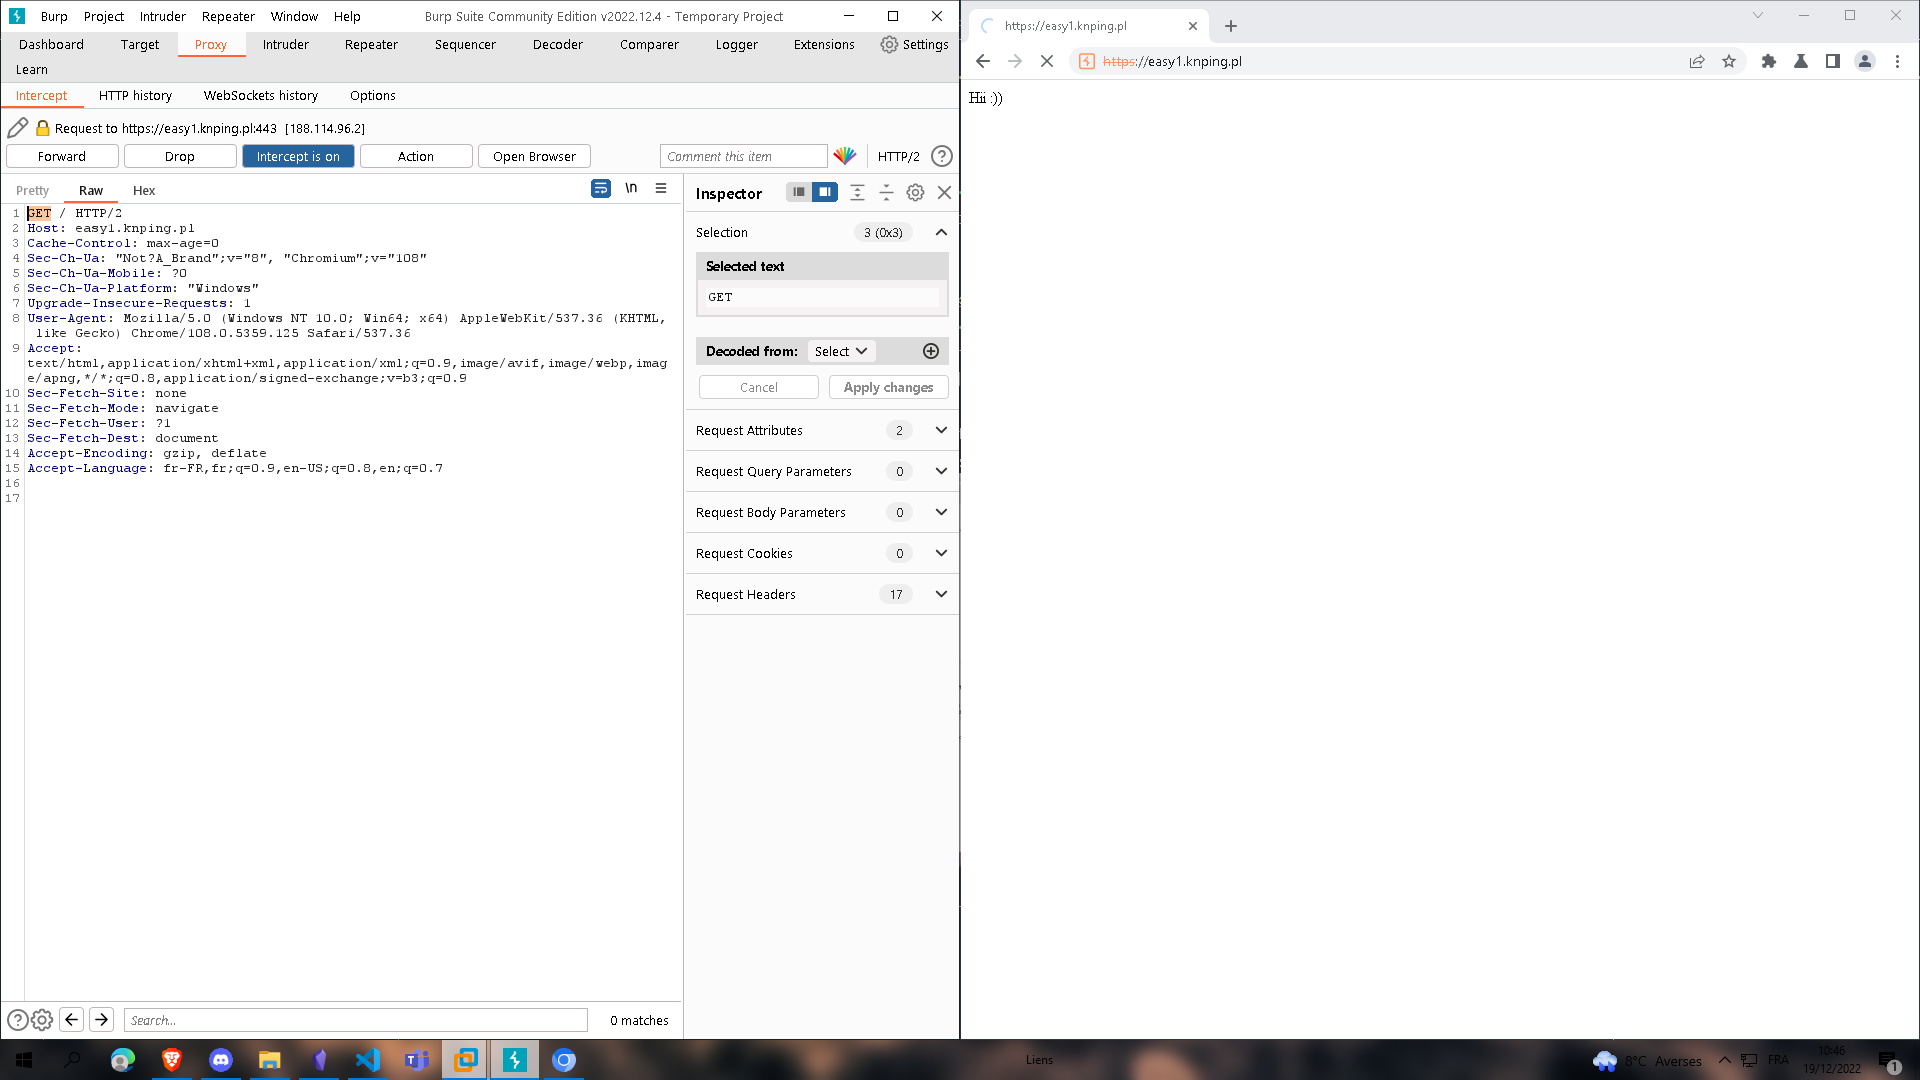 Burp Project Intruder Repeater Window Help Burp Suite Community Edition v2022.12.4 - Temporary Project
Dashboard Target Proxy Intruder Repeater Sequencer Decoder Comparer Logger Extensions Settings
Learn
Intercept HTTP history WebSockets history Options
Request to https://easy1.knping.pl:443 [188.114.96.2]
Forward Drop Intercept is on Action Open Browser Comment this item HTTP/2 ?
Pretty Raw Hex \n
1 GET / HTTP/2
2 Host: easy1.knping.pl
3 Cache-Control: max-age=0
4 Sec-Ch-Ua: "Not?A_Brand";v="8", "Chromium";v="108"
5 Sec-Ch-Ua-Mobile: ?0
6 Sec-Ch-Ua-Platform: "Windows"
7 Upgrade-Insecure-Requests: 1
8 User-Agent: Mozilla/5.0 (Windows NT 10.0; Win64; x64) AppleWebKit/537.36 (KHTML,
like Gecko) Chrome/108.0.5359.125 Safari/537.36
9 Accept:
text/html,application/xhtml+xml,application/xml;q=0.9,image/avif,image/webp,imag
e/apng,*/*;q=0.8,application/signed-exchange;v=b3;q=0.9
10 Sec-Fetch-Site: none
11 Sec-Fetch-Mode: navigate
12 Sec-Fetch-User: ?1
13 Sec-Fetch-Dest: document
14 Accept-Encoding: gzip, deflate
15 Accept-Language: fr-FR,fr;q=0.9,en-US;q=0.8,en;q=0.7
16
17
Search... 0 matches
Inspector
Selection 3 (0x3)
Selected text
GET
Decoded from: Select
Cancel Apply changes
Request Attributes 2
Request Query Parameters 0
Request Body Parameters 0
Request Cookies 0
Request Headers 17
https://easy1.knping.pl
https://easy1.knping.pl
Hii :))
Liens
8°C Averses FRA
10:46
19/12/2022
1